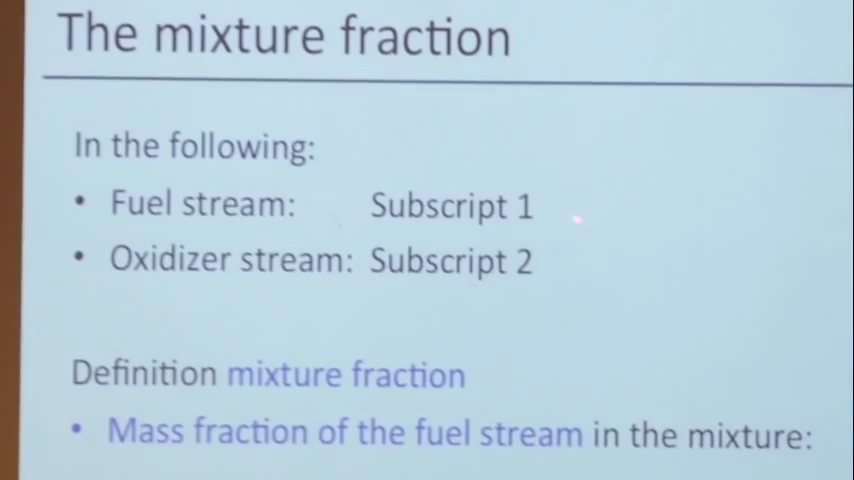 The mixture fraction
In the following:
• Fuel stream: Subscript 1
• Oxidizer stream: Subscript 2
Definition mixture fraction
• Mass fraction of the fuel stream in the mixture: